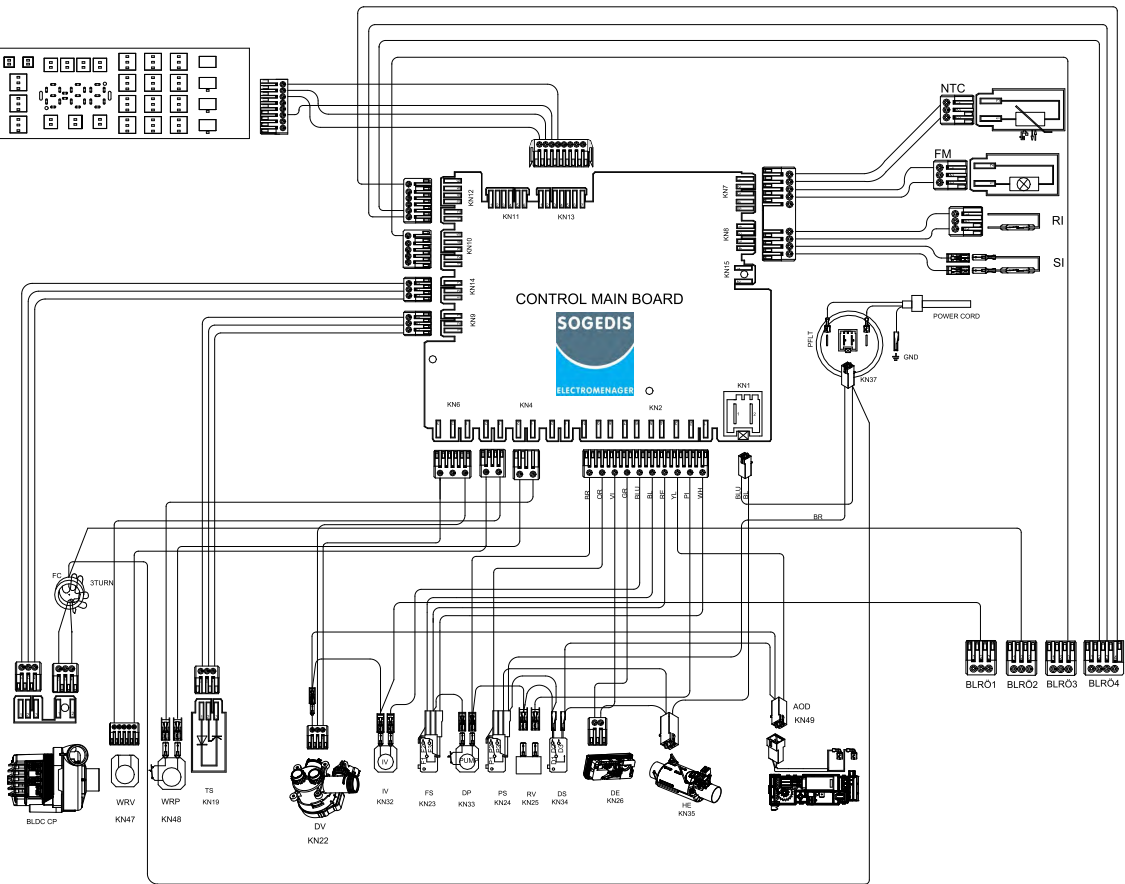 NTC
FM
RI
SI
KN12
KN11
KN13
KN7
KN10
KN8
KN15
KN14
KN9
CONTROL MAIN BOARD
SOGEDIS
ELECTROMENAGER
POWER CORD
PFLT
GND
KN37
KN1
1 2
KN6
KN4
KN2
BR
OR
VI
GR
BLU
BL
YL
PI
WH
BLU
BL
BR
FC
3TURN
BLRÖ1
BLRÖ2
BLRÖ3
BLRÖ4
AOD
KN49
IV
PUMP
BLDC CP
WRV
KN47
WRP
KN48
TS
KN19
DV
KN22
IV
KN32
FS
KN23
DP
KN33
PS
KN24
RV
KN25
DS
KN34
DE
KN26
HE
KN35